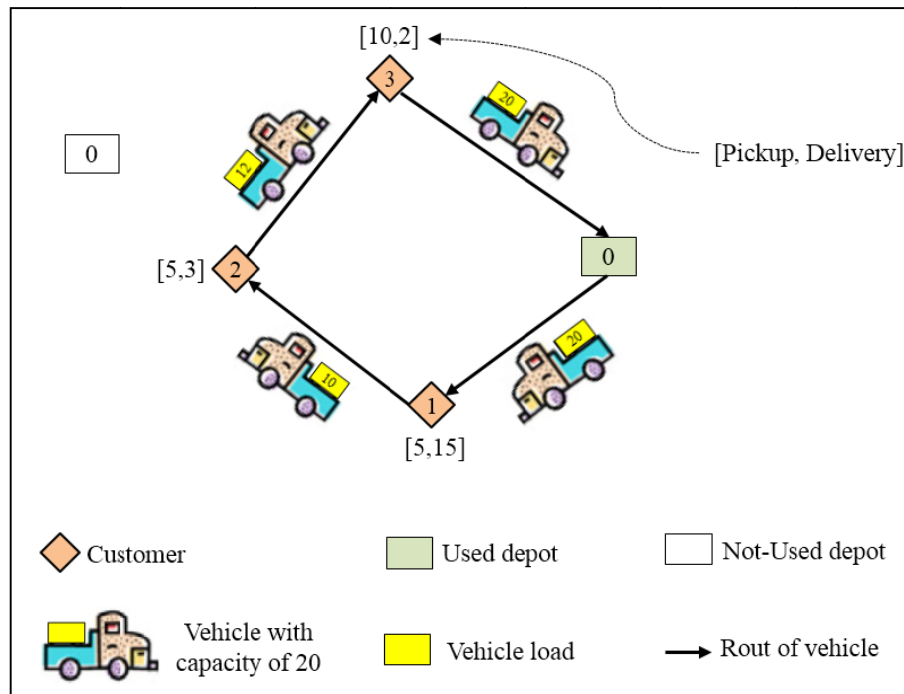 [10,2]
3
20
0
12
[Pickup, Delivery]
[5,3]
2
0
10
20
1
[5,15]
Customer
Used depot
Not-Used depot
Vehicle with
capacity of 20
Vehicle load
Rout of vehicle